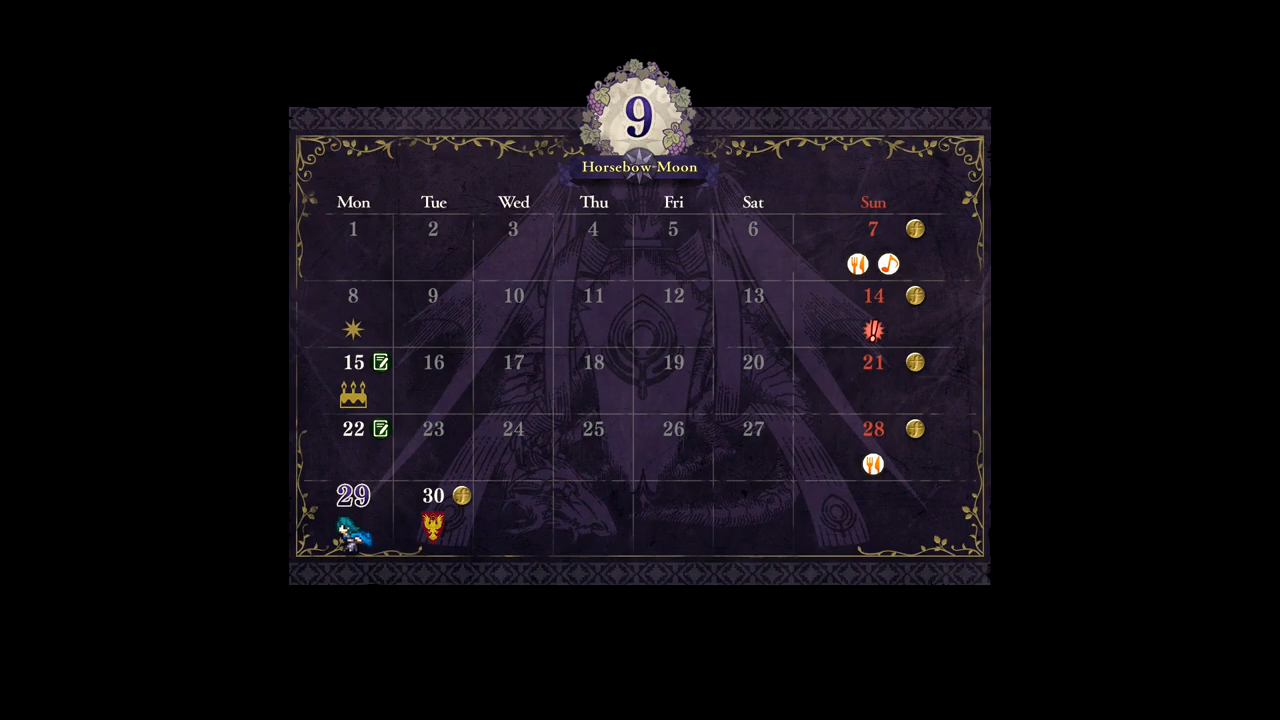 9
Horsebow Moon
Mon Tue Wed Thu Fri Sat Sun
1 2 3 4 5 6 7
8 9 10 11 12 13 14
15 16 17 18 19 20 21
22 23 24 25 26 27 28
29 30